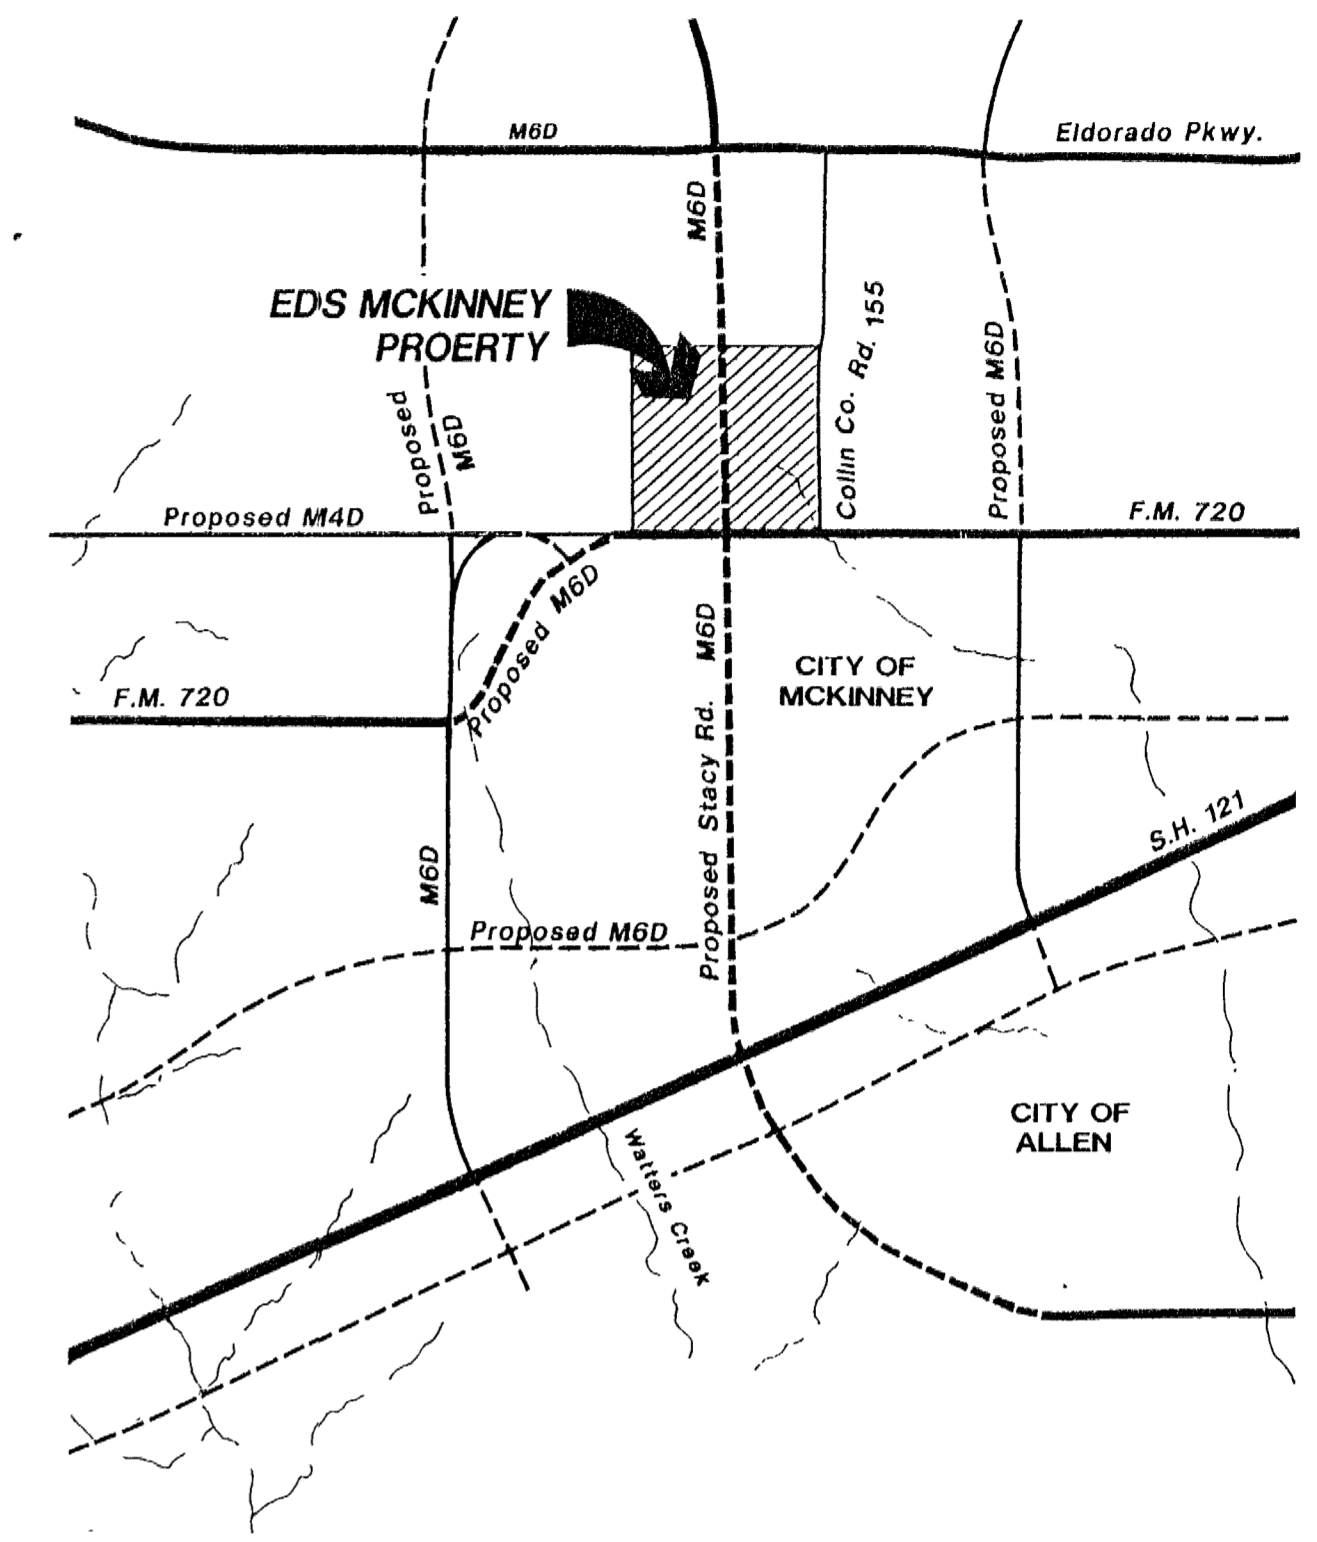 M6D
Eldorado Pkwy.
M6D
EDS MCKINNEY
PROERTY
Collin Co. Rd. 155
Proposed M6D
Proposed
M6D
Proposed M4D
F.M. 720
Proposed M6D
F.M. 720
CITY OF
MCKINNEY
Proposed Stacy Rd. M6D
S.H. 121
M6D
Proposed M6D
CITY OF
ALLEN
Watters Creek